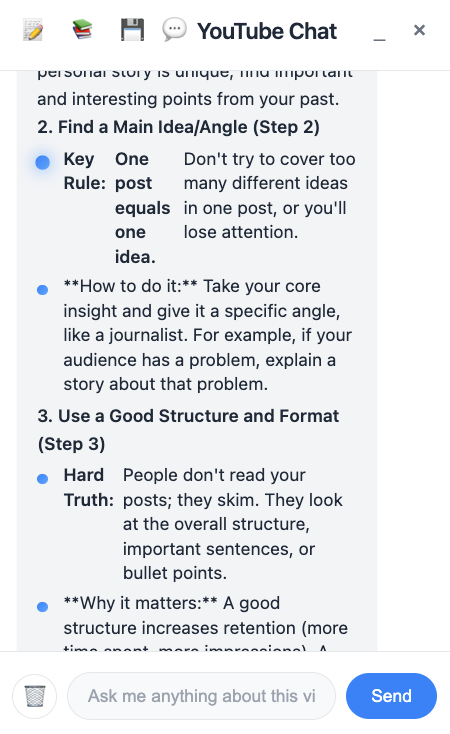 YouTube Chat
_ ×
personal story is unique, find important
and interesting points from your past.
2. Find a Main Idea/Angle (Step 2)
Key Rule:
One post equals one idea.
Don't try to cover too
many different ideas
in one post, or you'll
lose attention.
**How to do it:** Take your core
insight and give it a specific angle,
like a journalist. For example, if your
audience has a problem, explain a
story about that problem.
3. Use a Good Structure and Format
(Step 3)
Hard Truth:
People don't read your
posts; they skim. They look
at the overall structure,
important sentences, or
bullet points.
**Why it matters:** A good
structure increases retention (more
time spent, more impressions). A
Ask me anything about this vi
Send